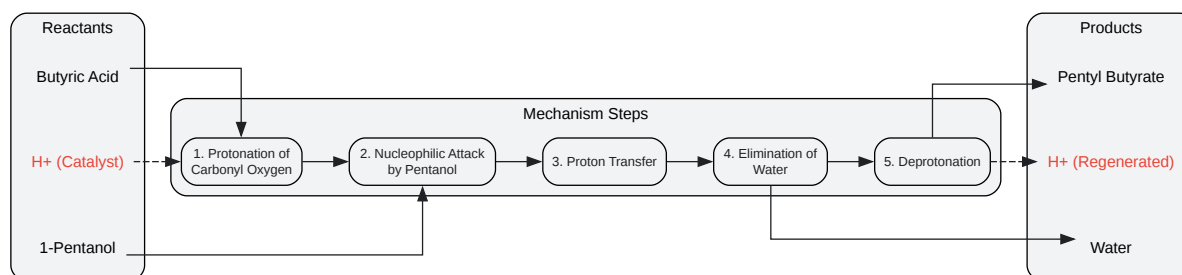 Reactants
Butyric Acid
H+ (Catalyst)
1-Pentanol
Mechanism Steps
1. Protonation of
Carbonyl Oxygen
2. Nucleophilic Attack
by Pentanol
3. Proton Transfer
4. Elimination of
Water
5. Deprotonation
Products
Pentyl Butyrate
H+ (Regenerated)
Water